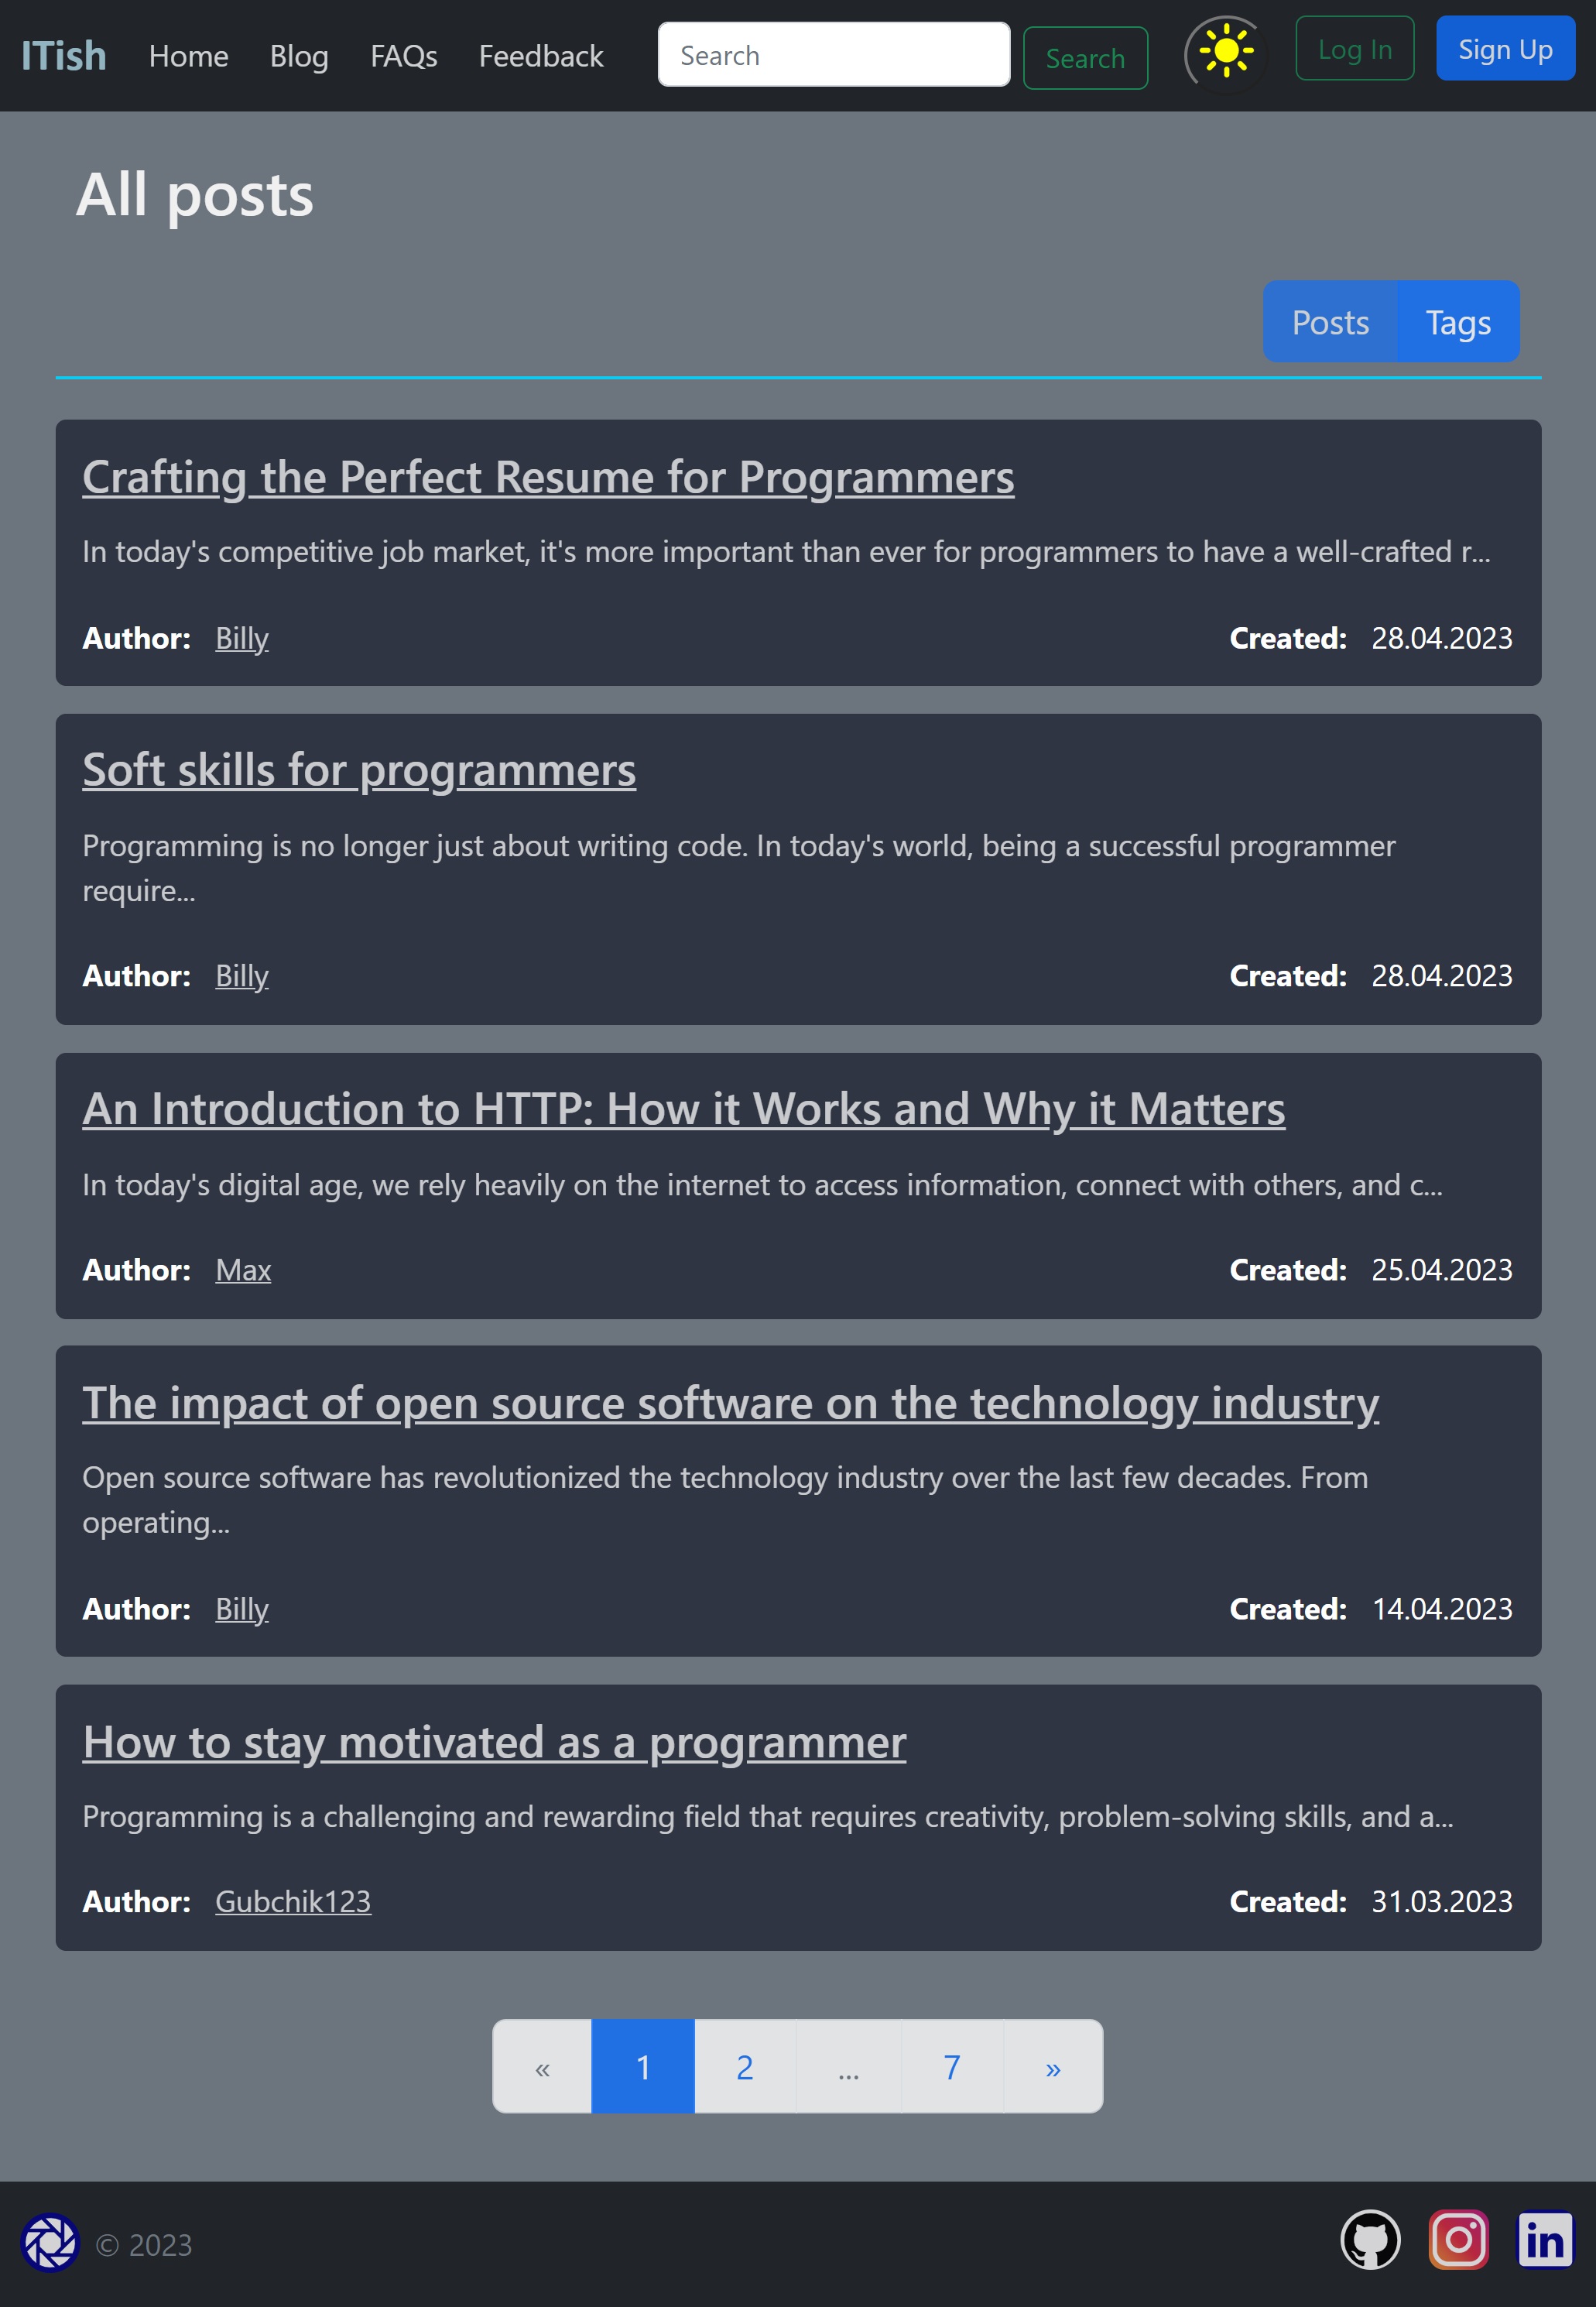 ITish Home Blog FAQs Feedback Search Search Log In Sign Up
All posts
Posts Tags
Crafting the Perfect Resume for Programmers
In today's competitive job market, it's more important than ever for programmers to have a well-crafted r...
Author: Billy Created: 28.04.2023
Soft skills for programmers
Programming is no longer just about writing code. In today's world, being a successful programmer
require...
Author: Billy Created: 28.04.2023
An Introduction to HTTP: How it Works and Why it Matters
In today's digital age, we rely heavily on the internet to access information, connect with others, and c...
Author: Max Created: 25.04.2023
The impact of open source software on the technology industry
Open source software has revolutionized the technology industry over the last few decades. From
operating...
Author: Billy Created: 14.04.2023
How to stay motivated as a programmer
Programming is a challenging and rewarding field that requires creativity, problem-solving skills, and a...
Author: Gubchik123 Created: 31.03.2023
« 1 2 ... 7 »
© 2023 in